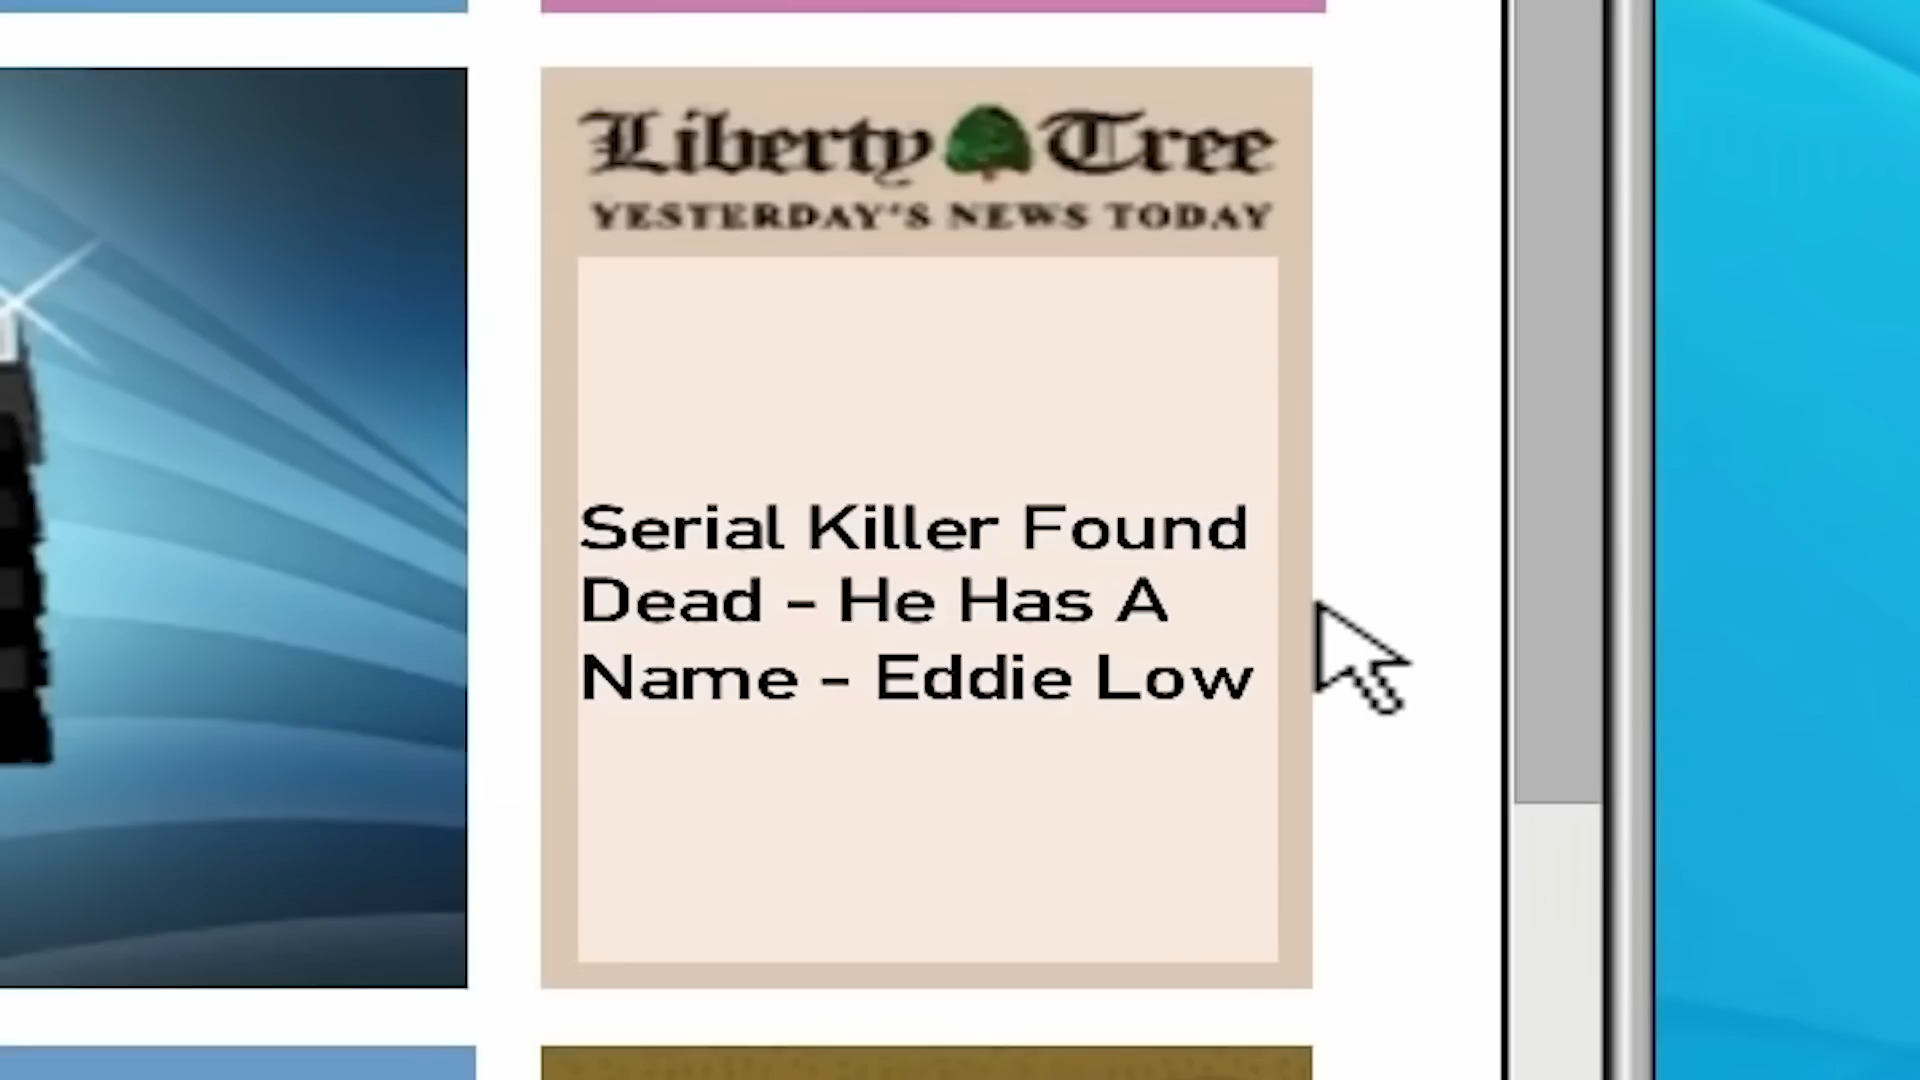 Liberty Tree
YESTERDAY'S NEWS TODAY
Serial Killer Found
Dead - He Has A
Name - Eddie Low